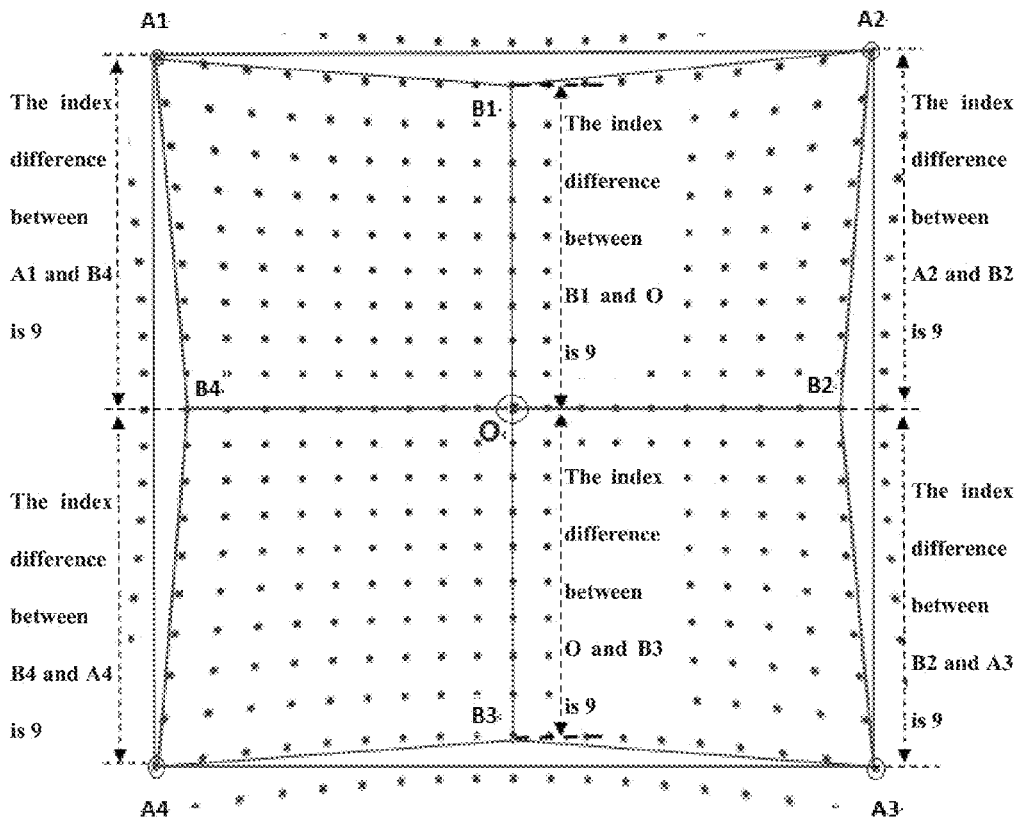 A1
A2
The index
difference
between
A1 and B4
is 9
B1
The index
difference
between
B1 and O
is 9
The index
difference
between
A2 and B2
is 9
B4
B2
O
The index
difference
between
B4 and A4
is 9
The index
difference
between
O and B3
is 9
The index
difference
between
B2 and A3
is 9
B3
A4
A3